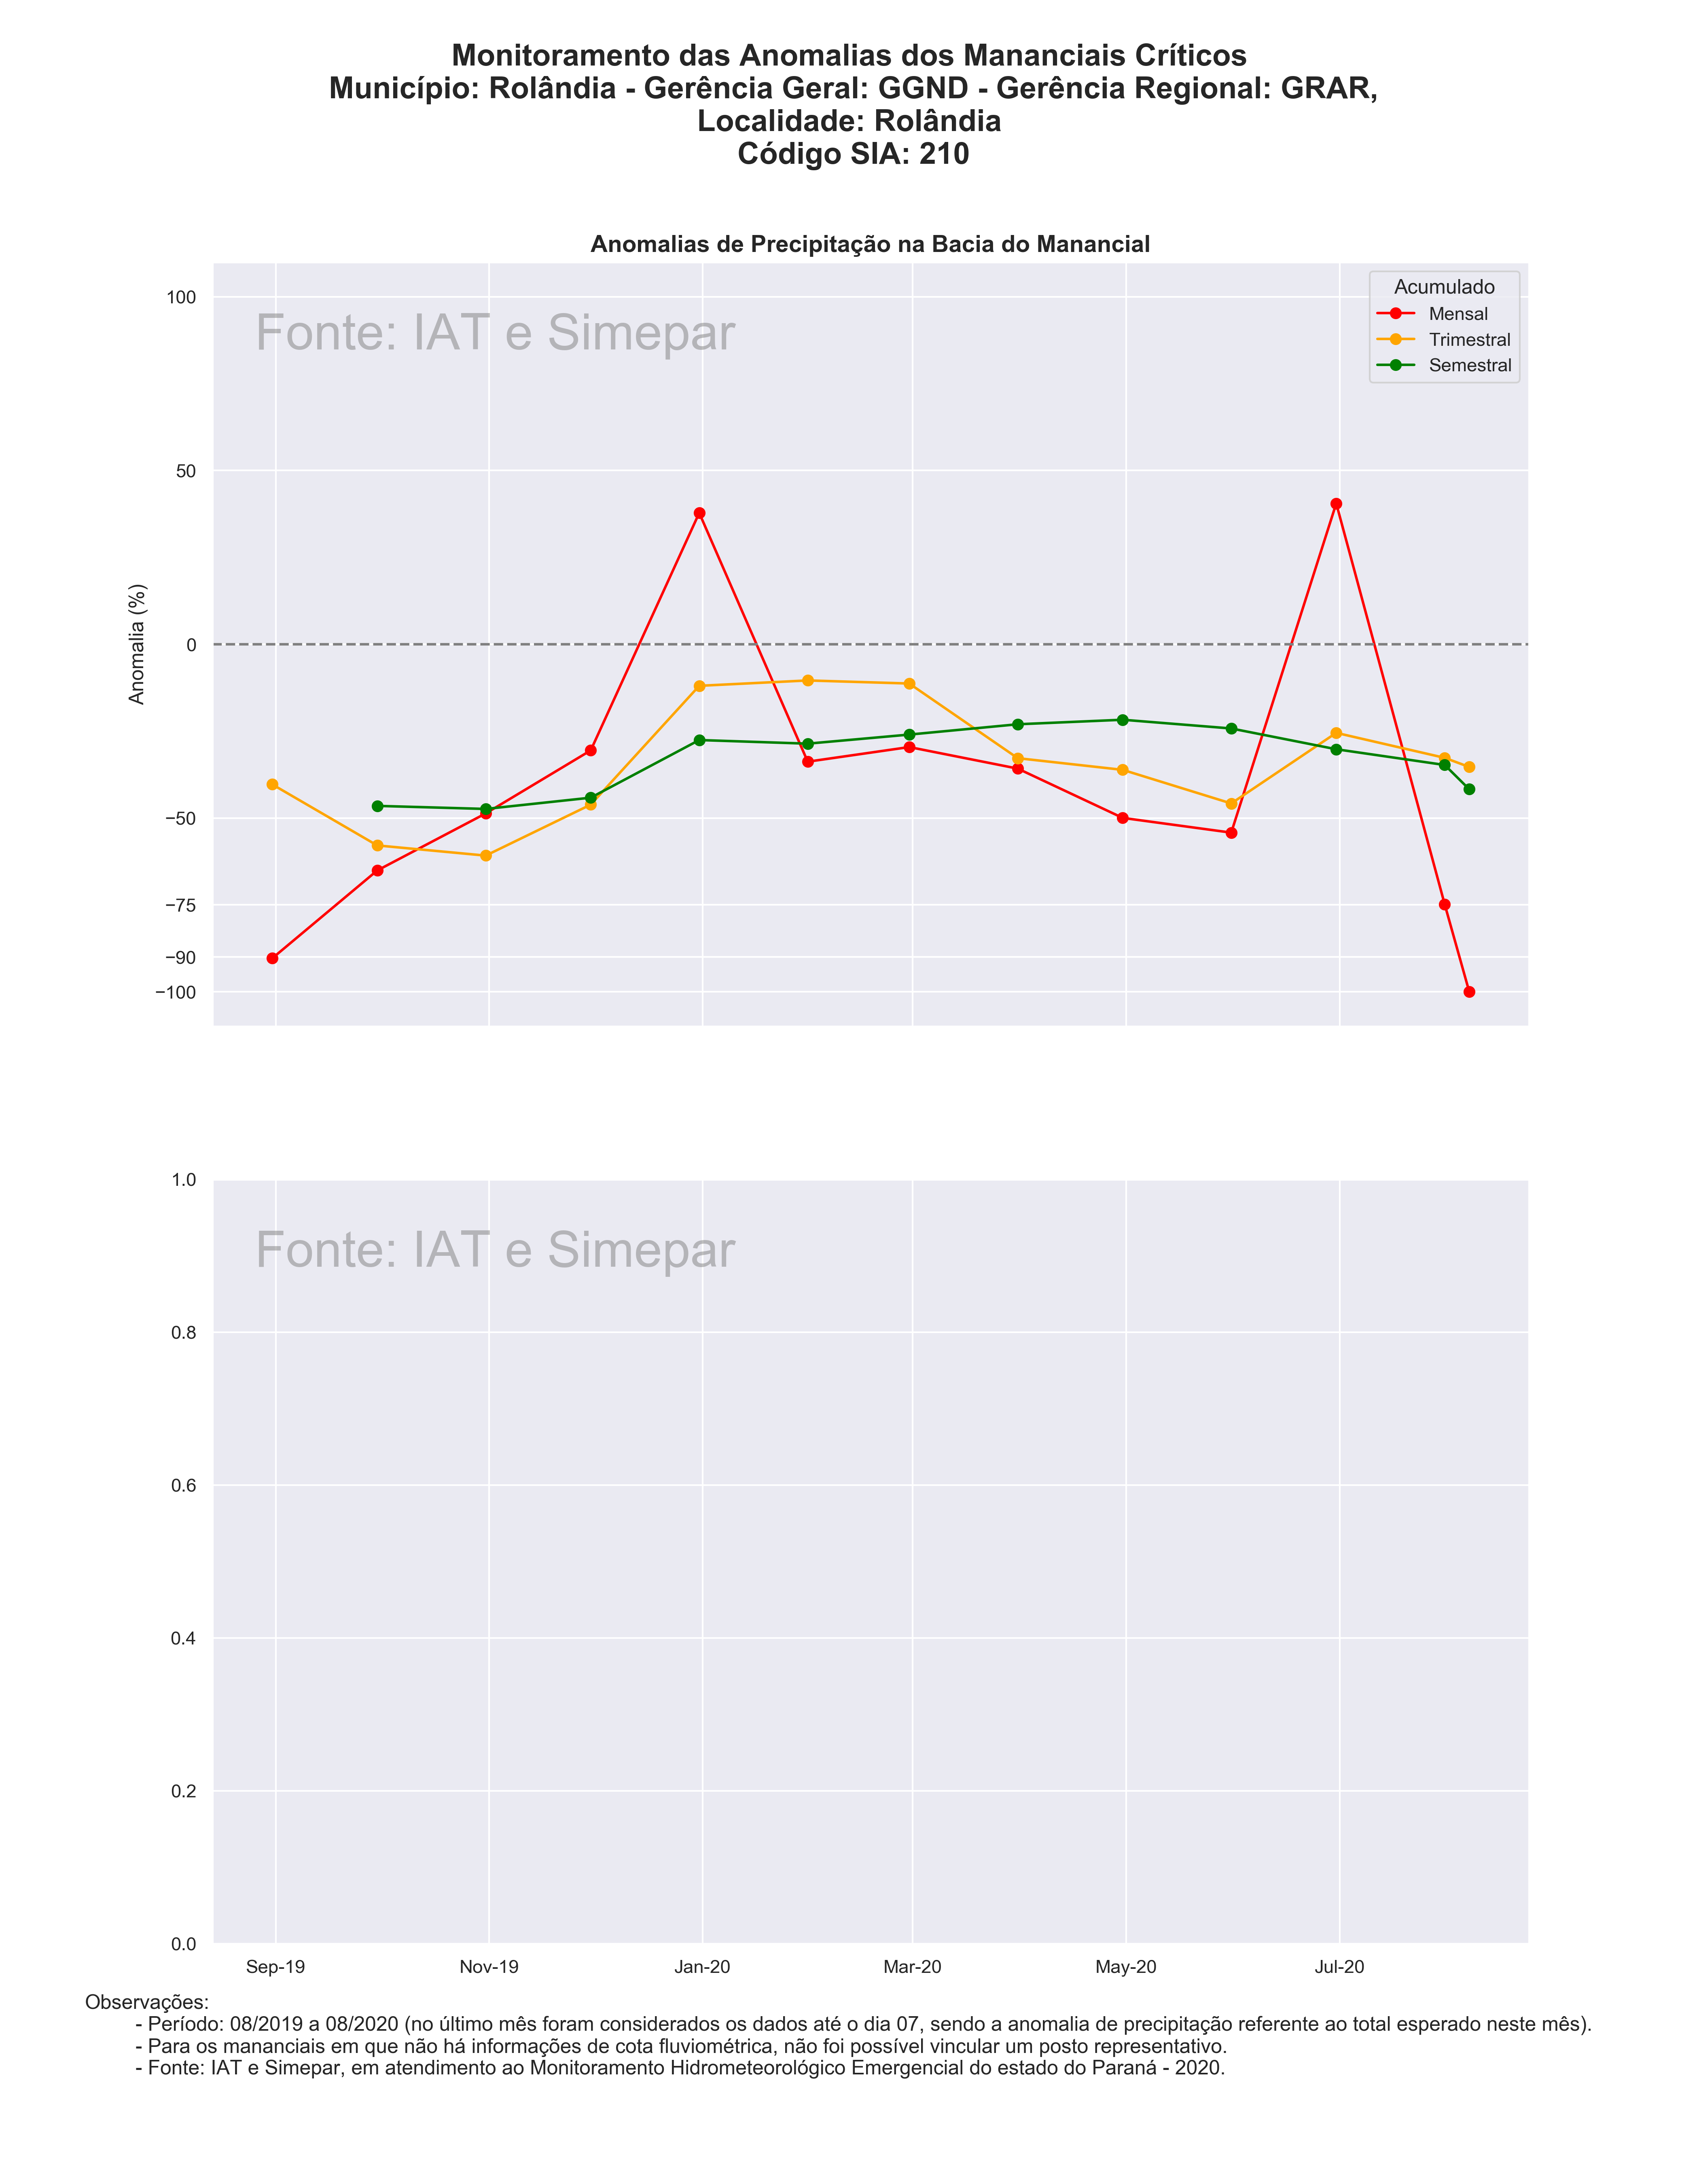 Monitoramento das Anomalias dos Mananciais Críticos
Município: Rolândia - Gerência Geral: GGND - Gerência Regional: GRAR,
Localidade: Rolândia
Código SIA: 210
Anomalias de Precipitação na Bacia do Manancial
Fonte: IAT e Simepar
Acumulado
Mensal
Trimestral
Semestral
Anomalia (%)
100
50
0
−50
−75
−90
−100
Fonte: IAT e Simepar
1.0
0.8
0.6
0.4
0.2
0.0
Sep-19 Nov-19 Jan-20 Mar-20 May-20 Jul-20
Observações:
- Período: 08/2019 a 08/2020 (no último mês foram considerados os dados até o dia 07, sendo a anomalia de precipitação referente ao total esperado neste mês).
- Para os mananciais em que não há informações de cota fluviométrica, não foi possível vincular um posto representativo.
- Fonte: IAT e Simepar, em atendimento ao Monitoramento Hidrometeorológico Emergencial do estado do Paraná - 2020.